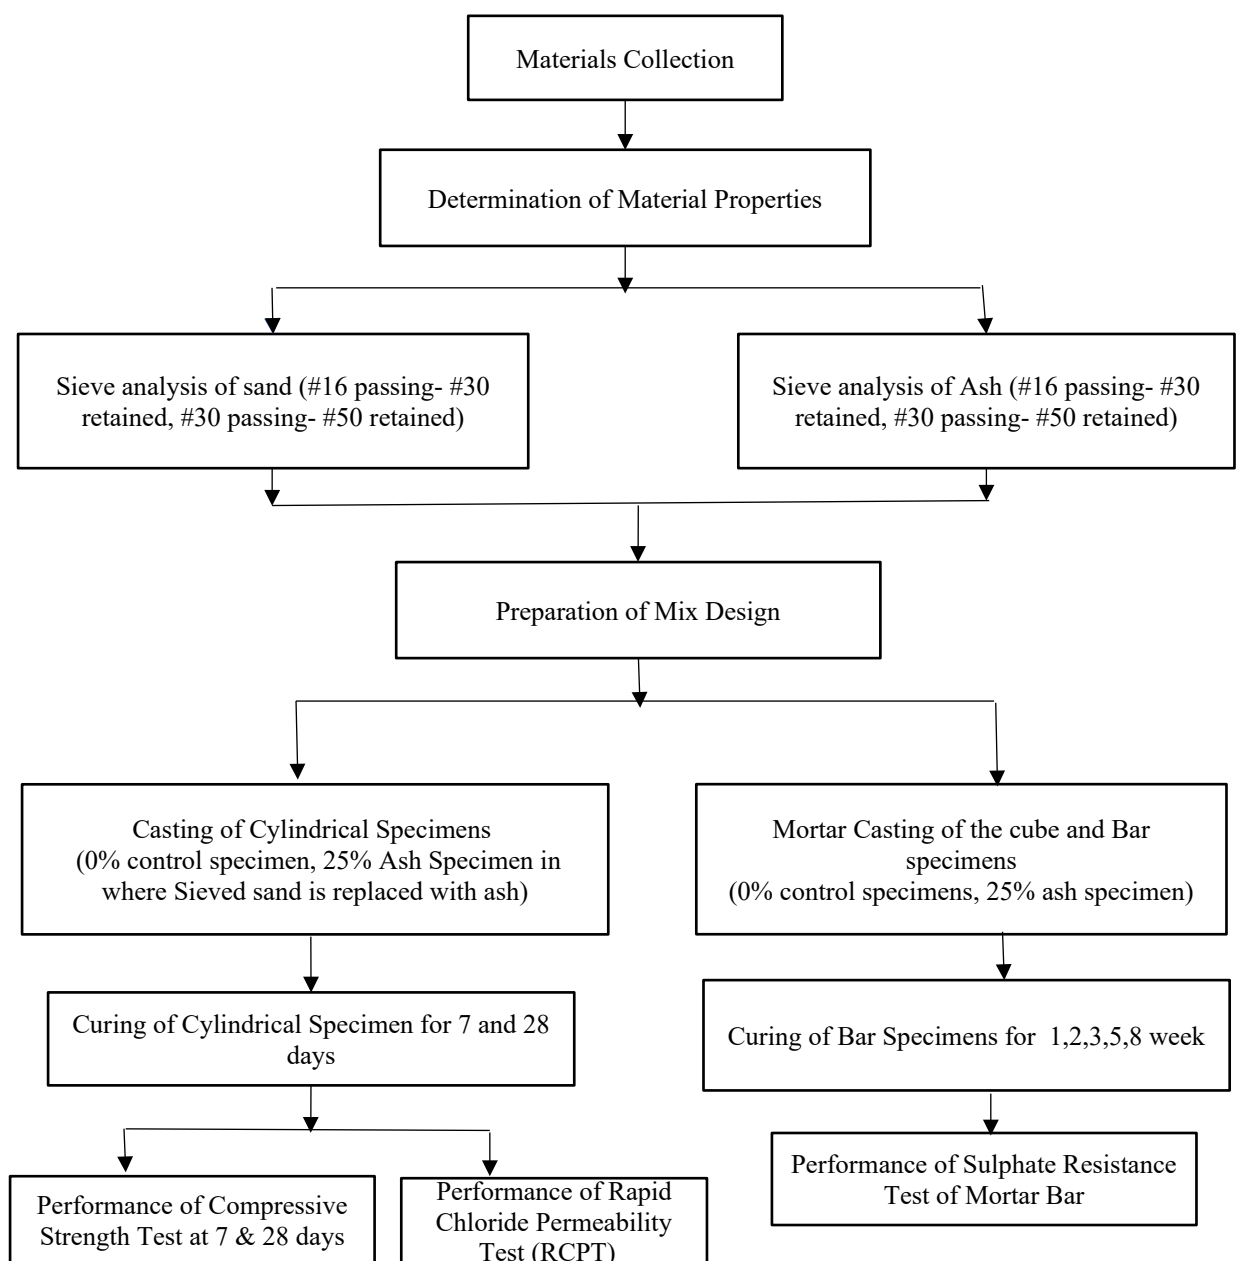 Materials Collection
Determination of Material Properties
Sieve analysis of sand (#16 passing- #30
retained, #30 passing- #50 retained)
Sieve analysis of Ash (#16 passing- #30
retained, #30 passing- #50 retained)
Preparation of Mix Design
Casting of Cylindrical Specimens
(0% control specimen, 25% Ash Specimen in
where Sieved sand is replaced with ash)
Mortar Casting of the cube and Bar
specimens
(0% control specimens, 25% ash specimen)
Curing of Cylindrical Specimen for 7 and 28
days
Curing of Bar Specimens for 1,2,3,5,8 week
Performance of Compressive
Strength Test at 7 & 28 days
Performance of Rapid
Chloride Permeability
Test (RCPT)
Performance of Sulphate Resistance
Test of Mortar Bar